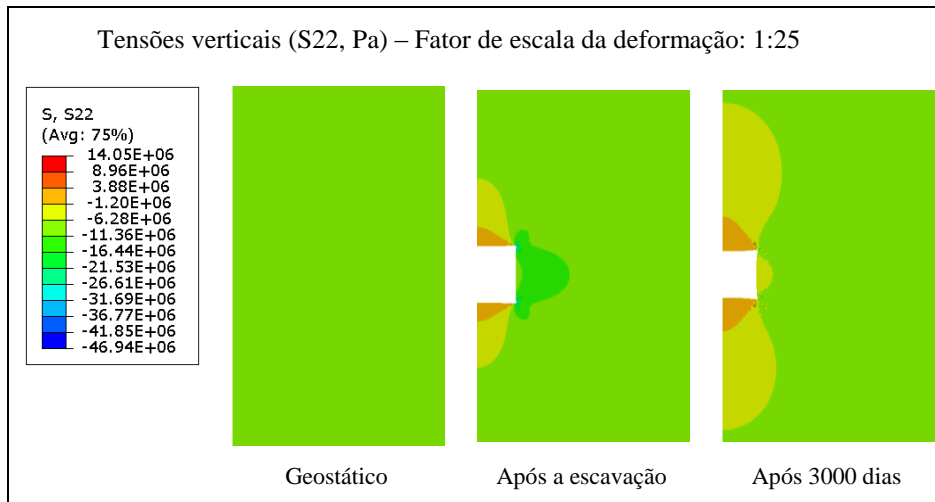 Tensões verticais (S22, Pa) – Fator de escala da deformação: 1:25
S, S22
(Avg: 75%)
14.05E+06
8.96E+06
3.88E+06
-1.20E+06
-6.28E+06
-11.36E+06
-16.44E+06
-21.53E+06
-26.61E+06
-31.69E+06
-36.77E+06
-41.85E+06
-46.94E+06
Geostático
Após a escavação
Após 3000 dias